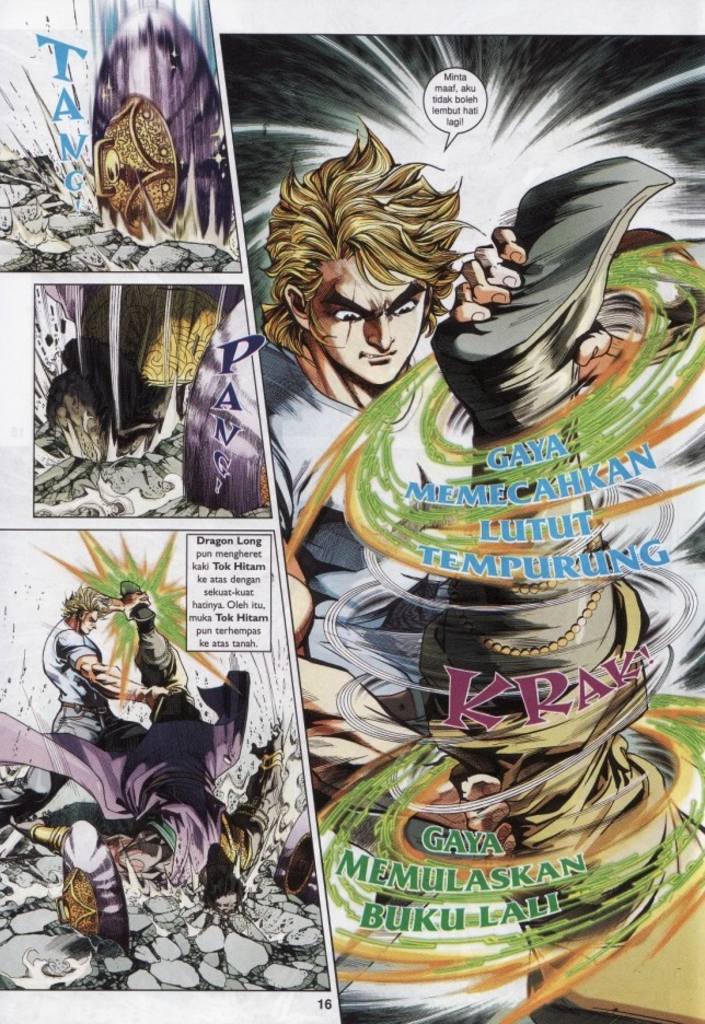 TANG!
PANG!
Dragon Long
pun mengheret
kaki Tok Hitam
ke atas dengan
sekuat-kuat
hatinya. Oleh itu,
muka Tok Hitam
pun terhempas
ke atas tanah.
Minta
maaf, aku
tidak boleh
lembut hati
lagi!
GAYA
MEMECAHKAN
LUTUT
TEMPURUNG
KRAK!
GAYA
MEMULASKAN
BUKU LALI
16